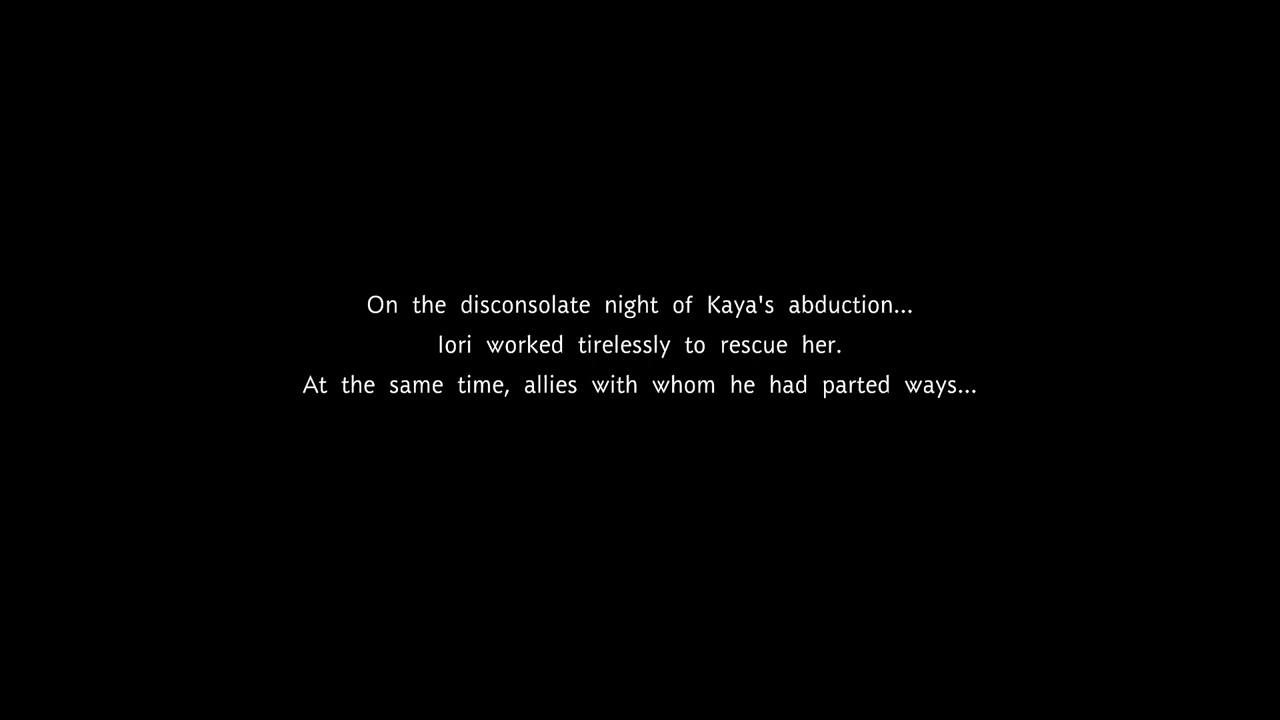 On the disconsolate night of Kaya's abduction...
Iori worked tirelessly to rescue her.
At the same time, allies with whom he had parted ways...